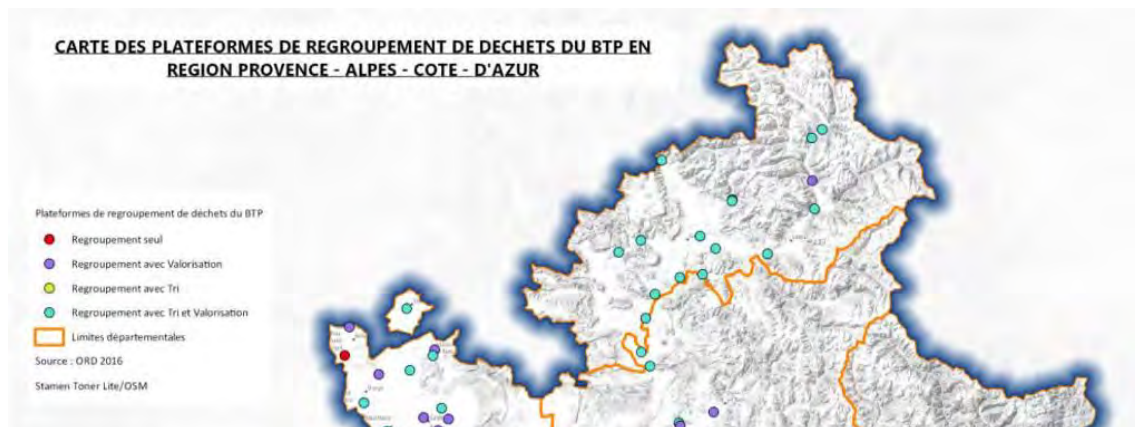 CARTE DES PLATEFORMES DE REGROUPEMENT DE DECHETS DU BTP EN
REGION PROVENCE - ALPES - COTE - D'AZUR
Plateformes de regroupement de déchets du BTP
Regroupement seul
Regroupement avec Valorisation
Regroupement avec Tri
Regroupement avec Tri et Valorisation
Limites départementales
Source : ORD 2016
Stamen Toner Lite/OSM